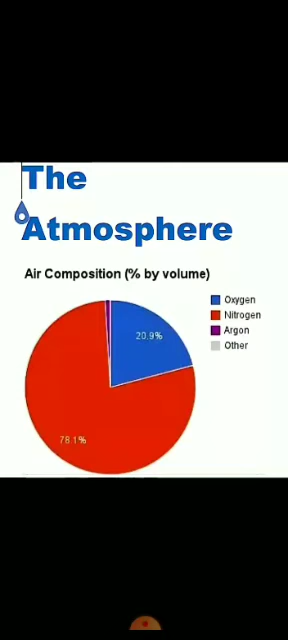 The
Atmosphere
Air Composition (% by volume)
Oxygen
Nitrogen
Argon
Other
20.9%
78.1%